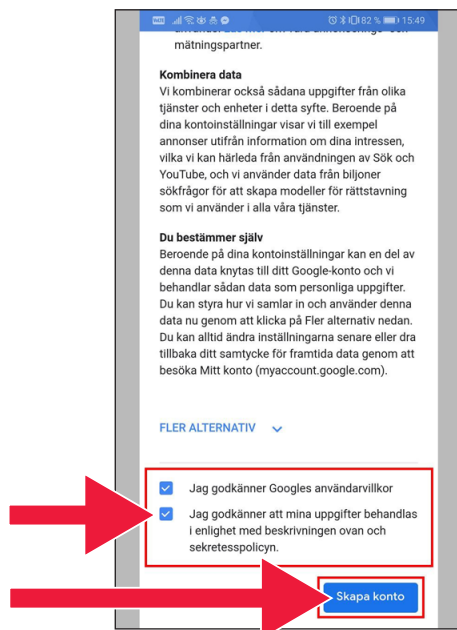 82 % 15:49
mätningspartner.
Kombinera data
Vi kombinerar också sådana uppgifter från olika
tjänster och enheter i detta syfte. Beroende på
dina kontoinställningar visar vi till exempel
annonser utifrån information om dina intressen,
vilka vi kan härleda från användningen av Sök och
YouTube, och vi använder data från biljoner
sökfrågor för att skapa modeller för rättstavning
som vi använder i alla våra tjänster.
Du bestämmer själv
Beroende på dina kontoinställningar kan en del av
denna data knytas till ditt Google-konto och vi
behandlar sådan data som personliga uppgifter.
Du kan styra hur vi samlar in och använder denna
data nu genom att klicka på Fler alternativ nedan.
Du kan alltid ändra inställningarna senare eller dra
tillbaka ditt samtycke för framtida data genom att
besöka Mitt konto (myaccount.google.com).
FLER ALTERNATIV
Jag godkänner Googles användarvillkor
Jag godkänner att mina uppgifter behandlas
i enlighet med beskrivningen ovan och
sekretesspolicyn.
Skapa konto